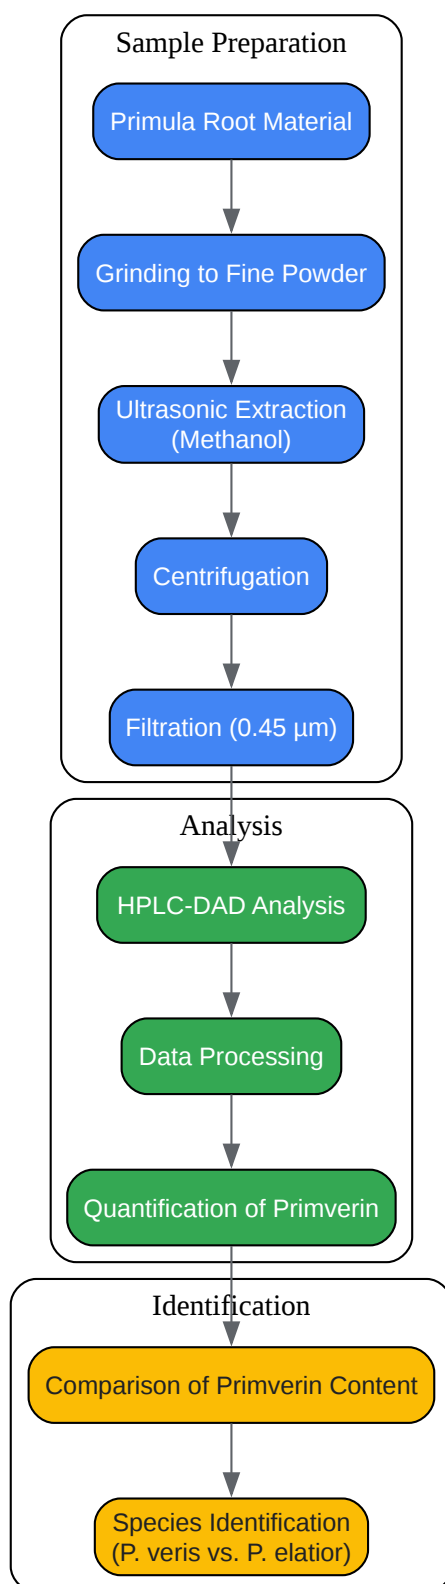 Sample Preparation
Primula Root Material
Grinding to Fine Powder
Ultrasonic Extraction
(Methanol)
Centrifugation
Filtration (0.45 µm)
Analysis
HPLC-DAD Analysis
Data Processing
Quantification of Primverin
Identification
Comparison of Primverin Content
Species Identification
(P. veris vs. P. elatior)